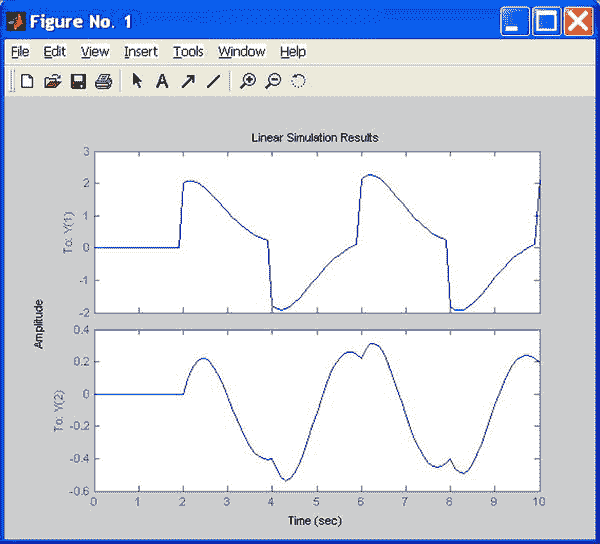 Figure No. 1
File Edit View Insert Tools Window Help
A
Linear Simulation Results
3
2
1
0
-1
-2
To: Y(1)
Amplitude
0.4
0.2
0
-0.2
-0.4
-0.6
To: Y(2)
0 1 2 3 4 5 6 7 8 9 10
Time (sec)